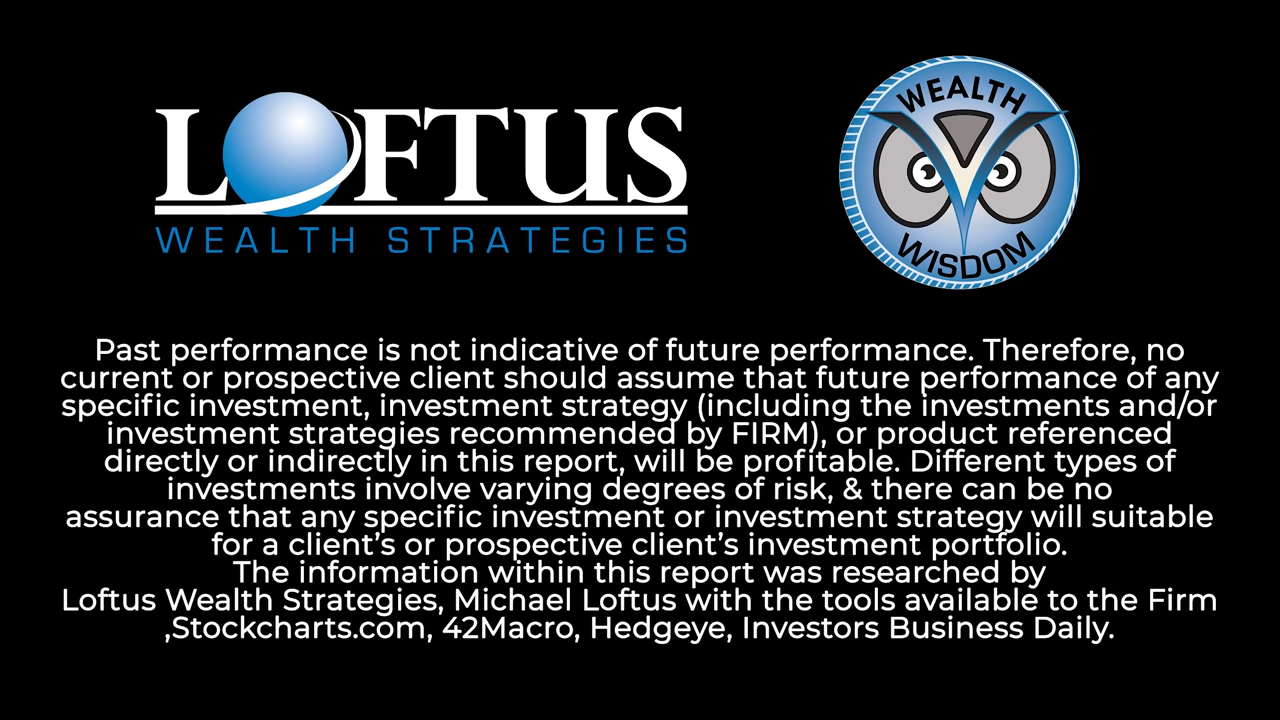 LOFTUS
WEALTH STRATEGIES
WEALTH
WISDOM
Past performance is not indicative of future performance. Therefore, no
current or prospective client should assume that future performance of any
specific investment, investment strategy (including the investments and/or
investment strategies recommended by FIRM), or product referenced
directly or indirectly in this report, will be profitable. Different types of
investments involve varying degrees of risk, & there can be no
assurance that any specific investment or investment strategy will suitable
for a client’s or prospective client’s investment portfolio.
The information within this report was researched by
Loftus Wealth Strategies, Michael Loftus with the tools available to the Firm
,Stockcharts.com, 42Macro, Hedgeye, Investors Business Daily.